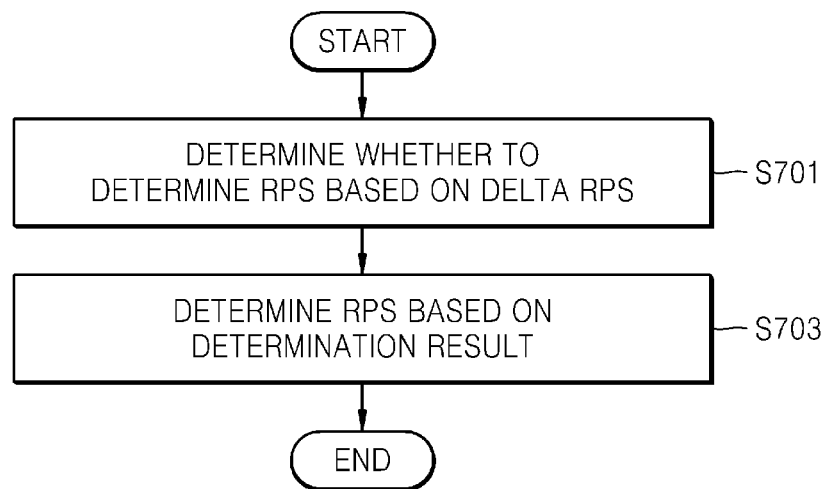 START
DETERMINE WHETHER TO
DETERMINE RPS BASED ON DELTA RPS
S701
DETERMINE RPS BASED ON
DETERMINATION RESULT
S703
END